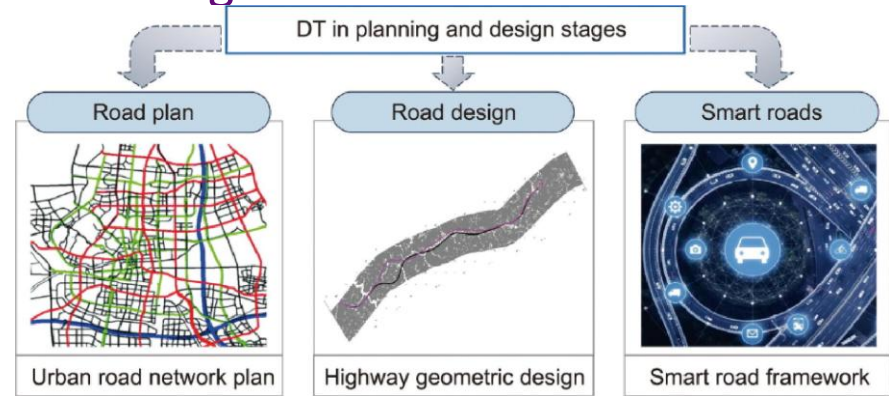 DT in planning and design stages
Road plan
Road design
Smart roads
Urban road network plan
Highway geometric design
Smart road framework